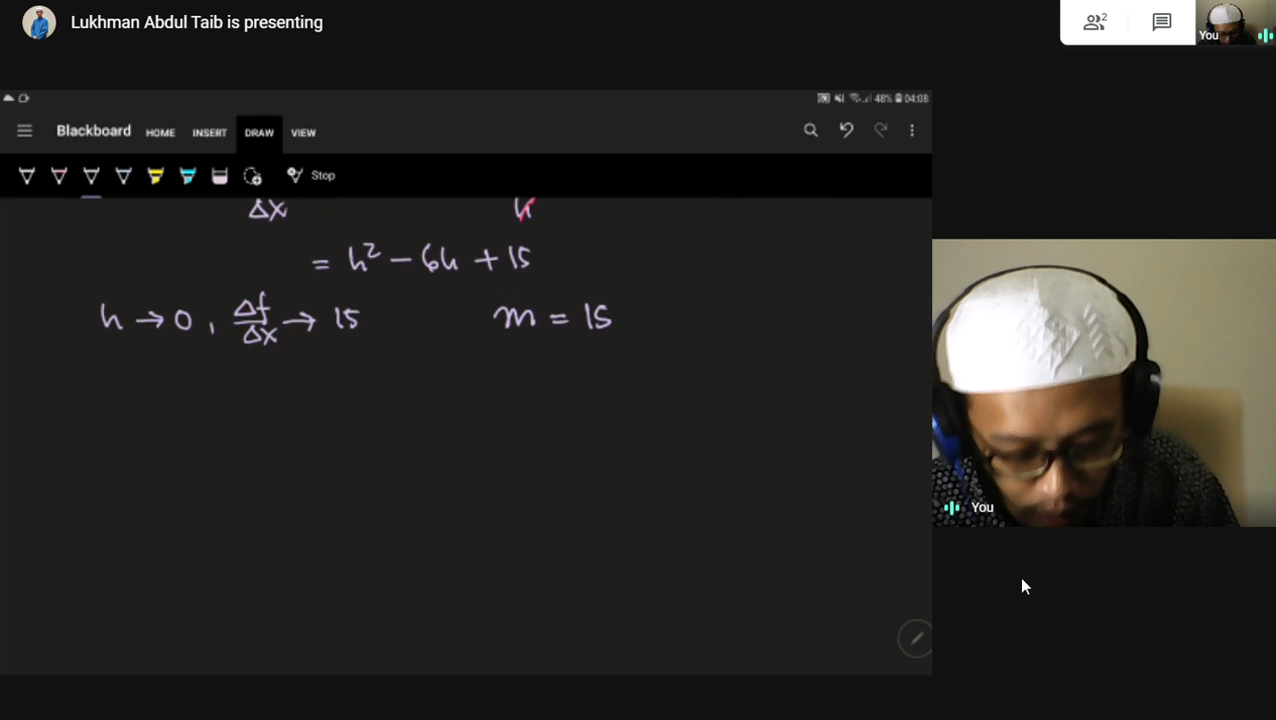 Lukhman Abdul Taib is presenting
2
You
48% 04:08
Blackboard HOME INSERT DRAW VIEW
Stop
Δx h
= h² − 6h + 15
h → 0, Δf/Δx → 15 m = 15
You